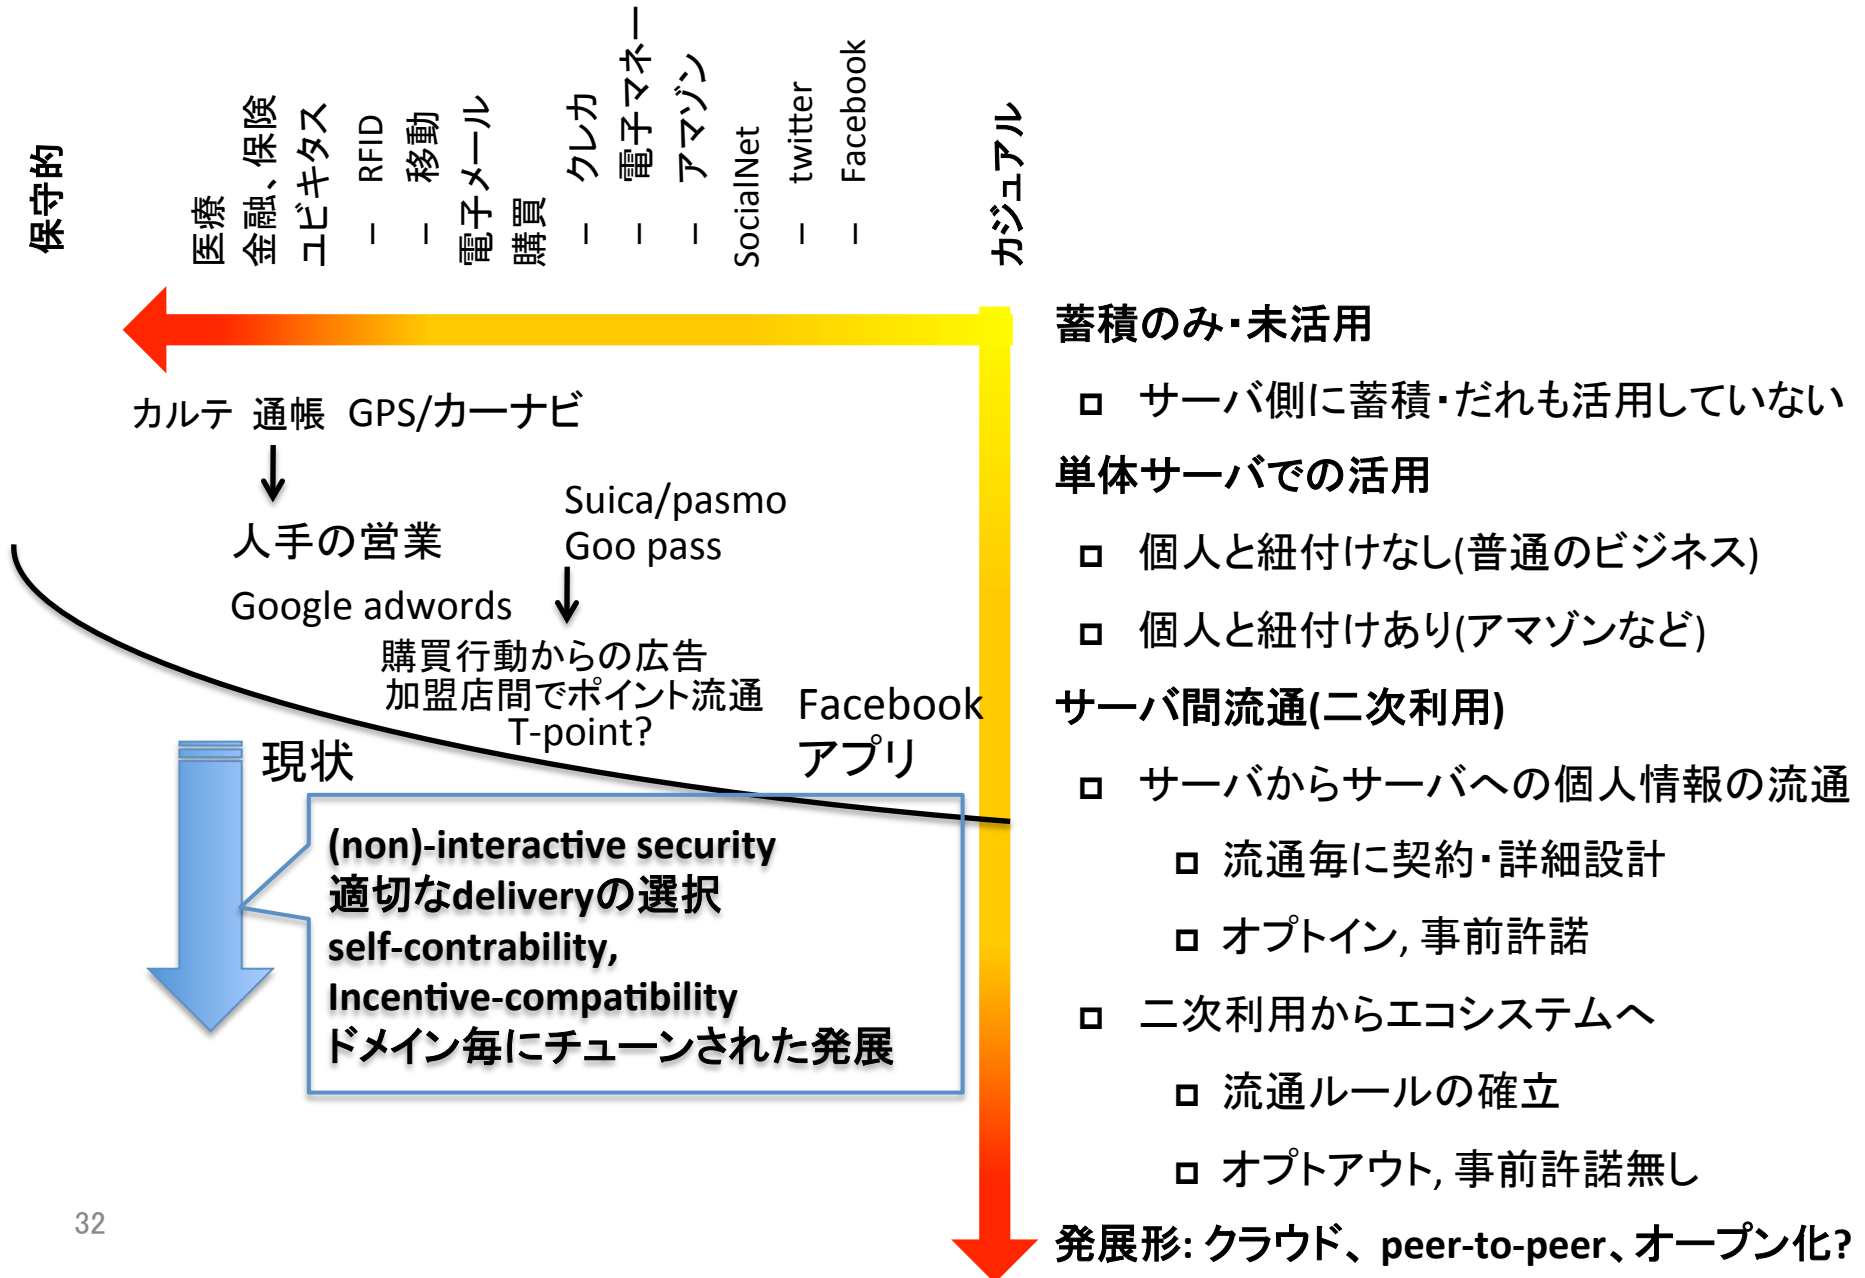 保守的
医療
金融、保険
ユビキタス
– RFID
– 移動
電子メール
購買
– クレカ
– 電子マネー
– アマゾン
SocialNet
– twitter
– Facebook
カジュアル
カルテ 通帳 GPS/カーナビ
人手の営業
Suica/pasmo
Goo pass
Google adwords
購買行動からの広告
加盟店間でポイント流通
T-point?
Facebook
アプリ
現状
(non)-interactive security
適切なdeliveryの選択
self-contrability,
Incentive-compatibility
ドメイン毎にチューンされた発展
蓄積のみ・未活用
サーバ側に蓄積・だれも活用していない
単体サーバでの活用
個人と紐付けなし(普通のビジネス)
個人と紐付けあり(アマゾンなど)
サーバ間流通(二次利用)
サーバからサーバへの個人情報の流通
流通毎に契約・詳細設計
オプトイン, 事前許諾
二次利用からエコシステムへ
流通ルールの確立
オプトアウト, 事前許諾無し
発展形: クラウド、peer-to-peer、オープン化?
32